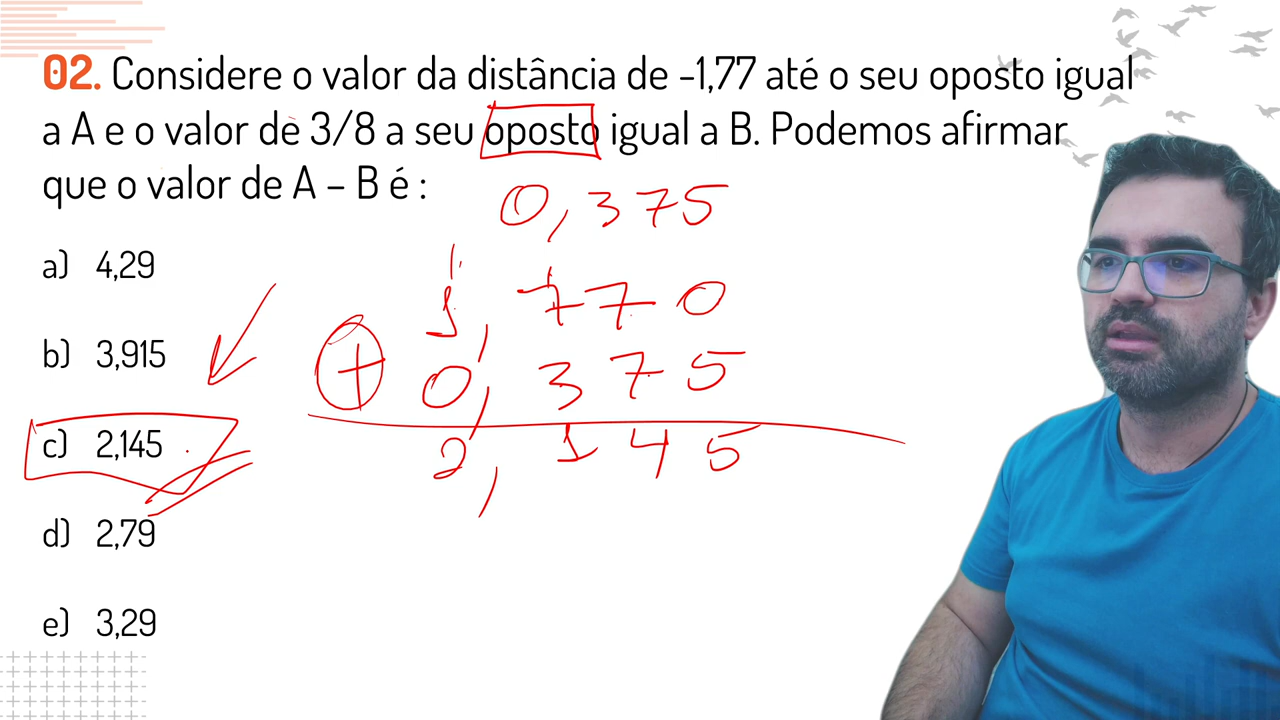 02. Considere o valor da distância de -1,77 até o seu oposto igual
a A e o valor de 3/8 a seu oposto igual a B. Podemos afirmar
que o valor de A – B é :
0,375
a) 4,29
1 1
1,770
b) 3,915
+ 0,375
c) 2,145
2,145
d) 2,79
e) 3,29